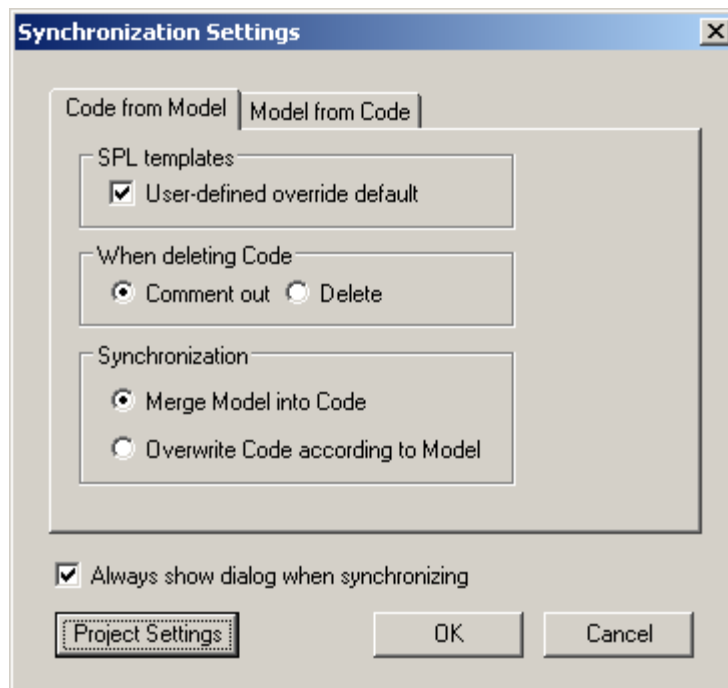 Synchronization Settings
Code from Model Model from Code
SPL templates
User-defined override default
When deleting Code
Comment out Delete
Synchronization
Merge Model into Code
Overwrite Code according to Model
Always show dialog when synchronizing
Project Settings OK Cancel